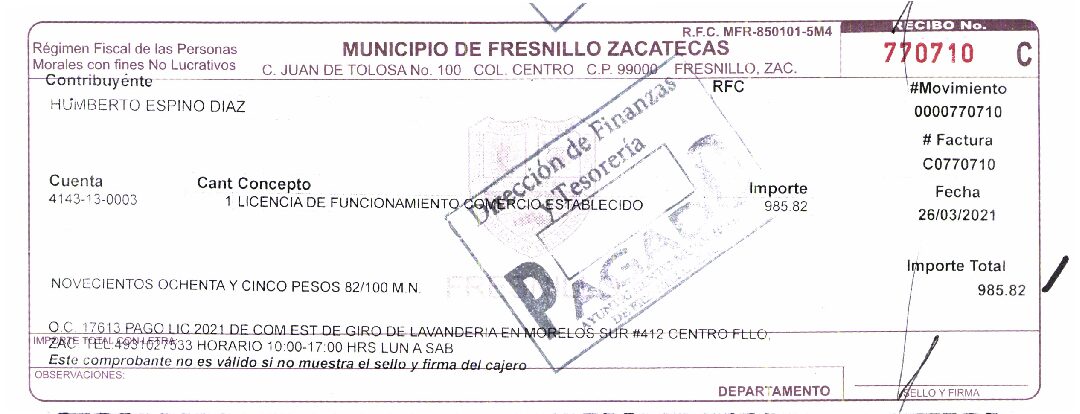 R.F.C. MFR-850101-5M4
RECIBO No.
Régimen Fiscal de las Personas
Morales con fines No Lucrativos
MUNICIPIO DE FRESNILLO ZACATECAS
C. JUAN DE TOLOSA No. 100 COL. CENTRO C.P. 99000 FRESNILLO, ZAC.
770710 C
Contribuyente
HUMBERTO ESPINO DIAZ
RFC
#Movimiento
0000770710
# Factura
C0770710
Fecha
26/03/2021
Dirección de Finanzas
y Tesorería
PAGADO
Cuenta
Cant Concepto
Importe
4143-13-0003
1 LICENCIA DE FUNCIONAMIENTO COMERCIO ESTABLECIDO
985.82
Importe Total
985.82
NOVECIENTOS OCHENTA Y CINCO PESOS 82/100 M.N.
O.C. 17613 PAGO LIC 2021 DE COM EST DE GIRO DE LAVANDERIA EN MORELOS SUR #412 CENTRO FLLO,
IMPORTE TOTAL CON LETRA:
ZAC TEL:4931027533 HORARIO 10:00-17:00 HRS LUN A SAB
Este comprobante no es válido si no muestra el sello y firma del cajero
OBSERVACIONES:
DEPARTAMENTO
SELLO Y FIRMA